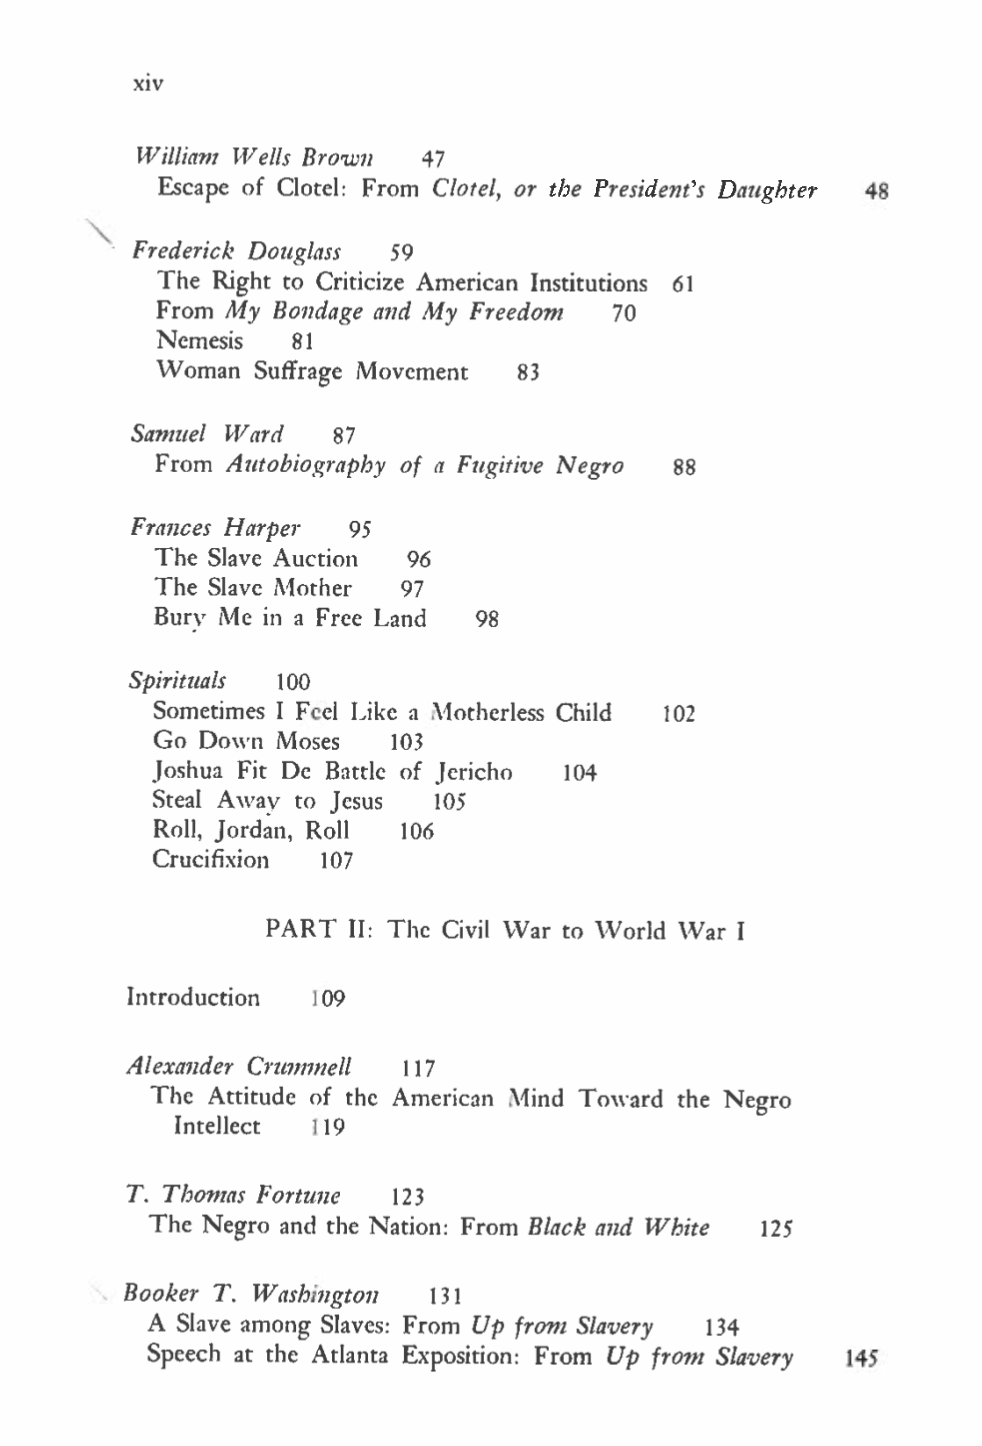 xiv
William Wells Brown 47
Escape of Clotel: From Clotel, or the President's Daughter 48
Frederick Douglass 59
The Right to Criticize American Institutions 61
From My Bondage and My Freedom 70
Nemesis 81
Woman Suffrage Movement 83
Samuel Ward 87
From Autobiography of a Fugitive Negro 88
Frances Harper 95
The Slave Auction 96
The Slave Mother 97
Bury Me in a Free Land 98
Spirituals 100
Sometimes I Feel Like a Motherless Child 102
Go Down Moses 103
Joshua Fit De Battle of Jericho 104
Steal Away to Jesus 105
Roll, Jordan, Roll 106
Crucifixion 107
PART II: The Civil War to World War I
Introduction 109
Alexander Crummell 117
The Attitude of the American Mind Toward the Negro
Intellect 119
T. Thomas Fortune 123
The Negro and the Nation: From Black and White 125
Booker T. Washington 131
A Slave among Slaves: From Up from Slavery 134
Speech at the Atlanta Exposition: From Up from Slavery 145